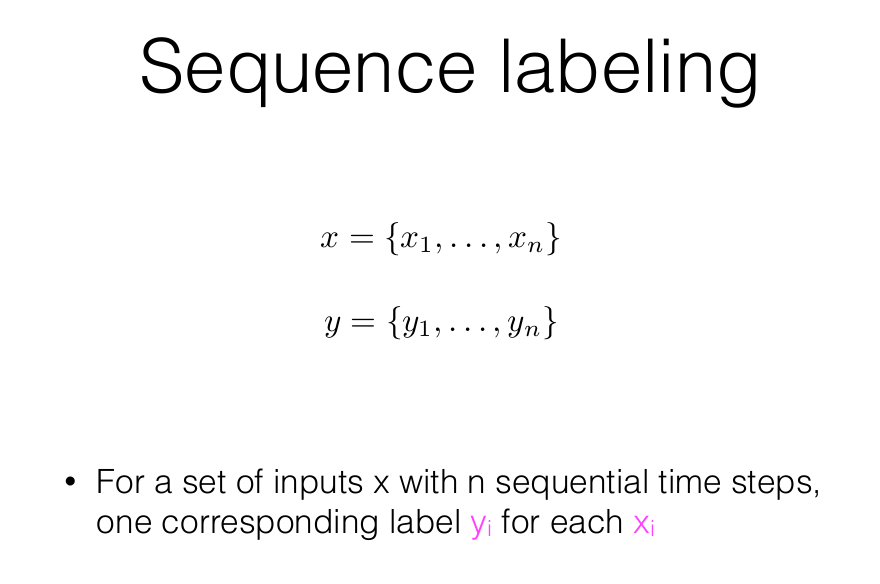 Sequence labeling
x = {x₁, . . . , xₙ}
y = {y₁, . . . , yₙ}
• For a set of inputs x with n sequential time steps,
one corresponding label yᵢ for each xᵢ